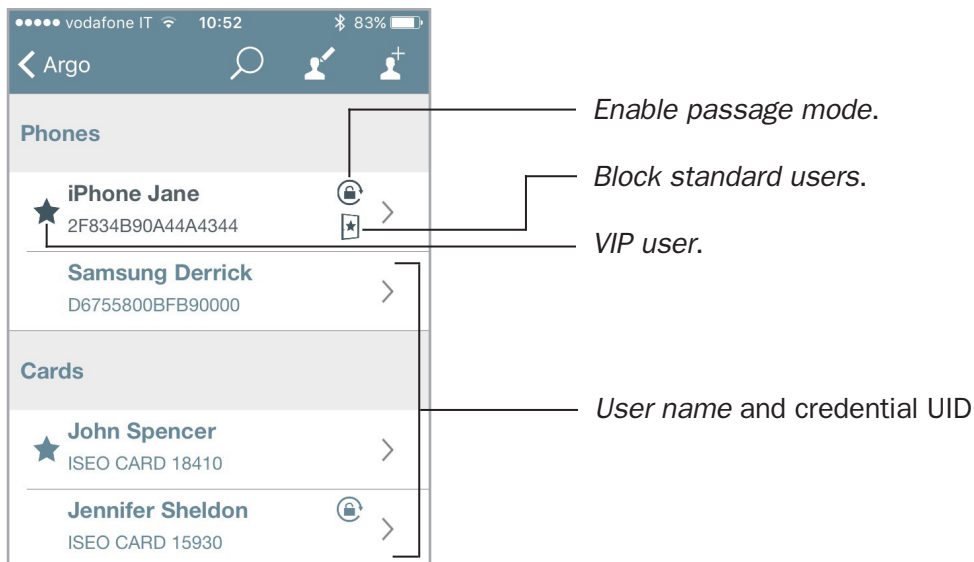 vodafone IT 10:52 83%
Argo
Phones
Enable passage mode.
iPhone Jane
2F834B90A44A4344
Block standard users.
VIP user.
Samsung Derrick
D6755800BFB90000
Cards
User name and credential UID
John Spencer
ISEO CARD 18410
Jennifer Sheldon
ISEO CARD 15930